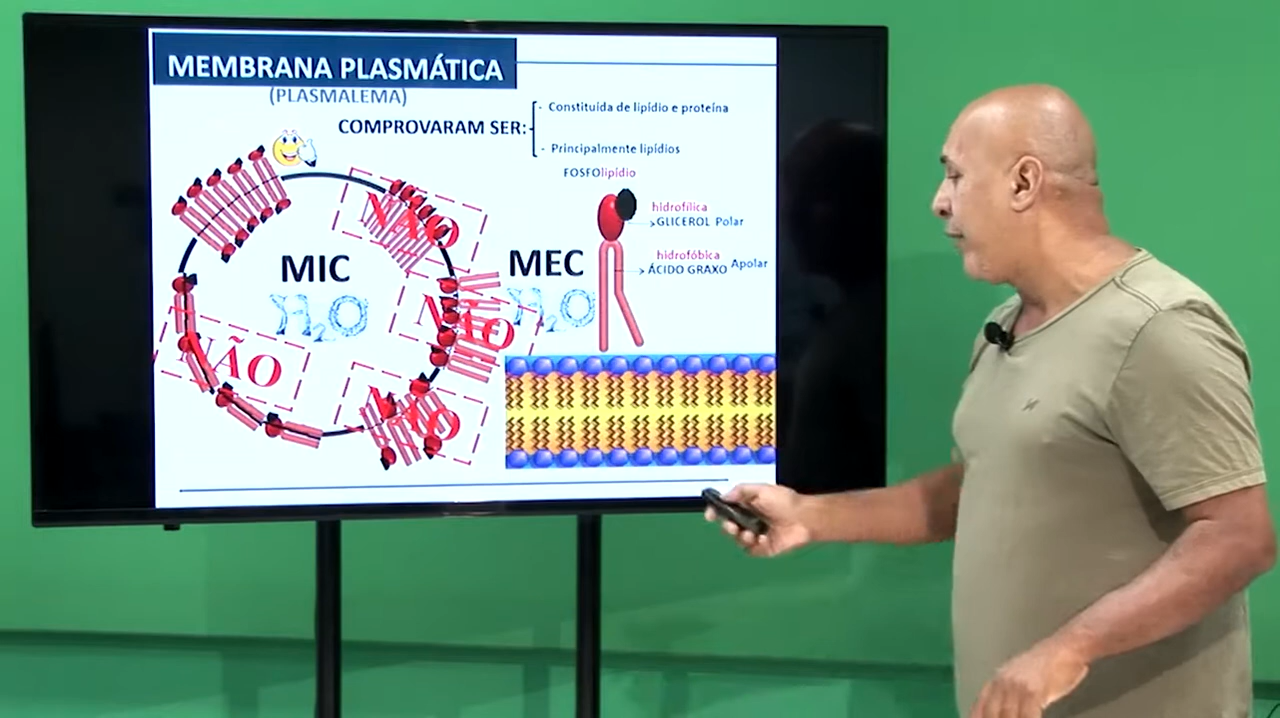 MEMBRANA PLASMÁTICA
(PLASMALEMA)
COMPROVARAM SER:
- Constituída de lipídio e proteína
- Principalmente lipídios
FOSFOlipídio
hidrofílica
GLICEROL Polar
hidrofóbica
ÁCIDO GRAXO Apolar
MIC
H2O
MEC
H2O
NÃO
NÃO
NÃO
NÃO